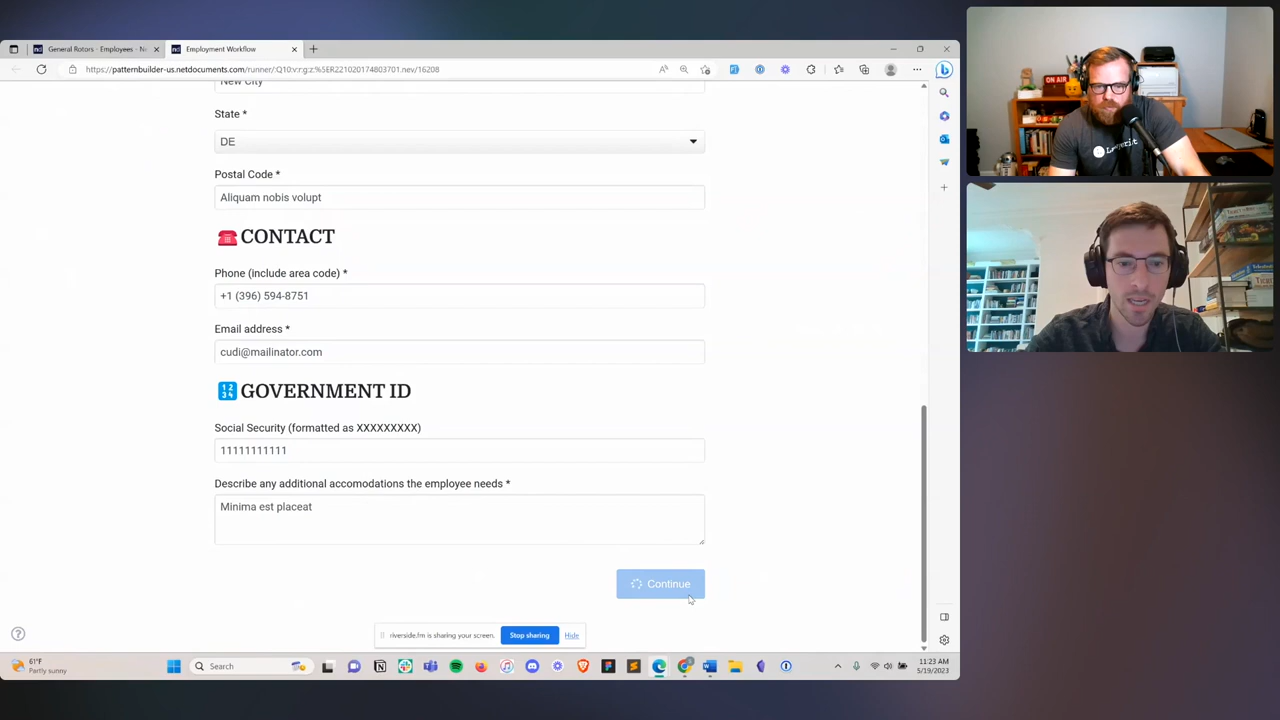 General Rotors - Employees - Ne
Employment Workflow
https://patternbuilder-us.netdocuments.com/runner/:Q10:v:r:g:z:%5ER221020174803701.nev/16208
New City
State *
DE
Postal Code *
Aliquam nobis volupt
CONTACT
Phone (include area code) *
+1 (396) 594-8751
Email address *
cudi@mailinator.com
GOVERNMENT ID
Social Security (formatted as XXXXXXXXX)
11111111111
Describe any additional accomodations the employee needs *
Minima est placeat
Continue
riverside.fm is sharing your screen.
Stop sharing
Hide
61°F
Partly sunny
Search
11:23 AM
5/19/2023
ON AIR
Lawyerist